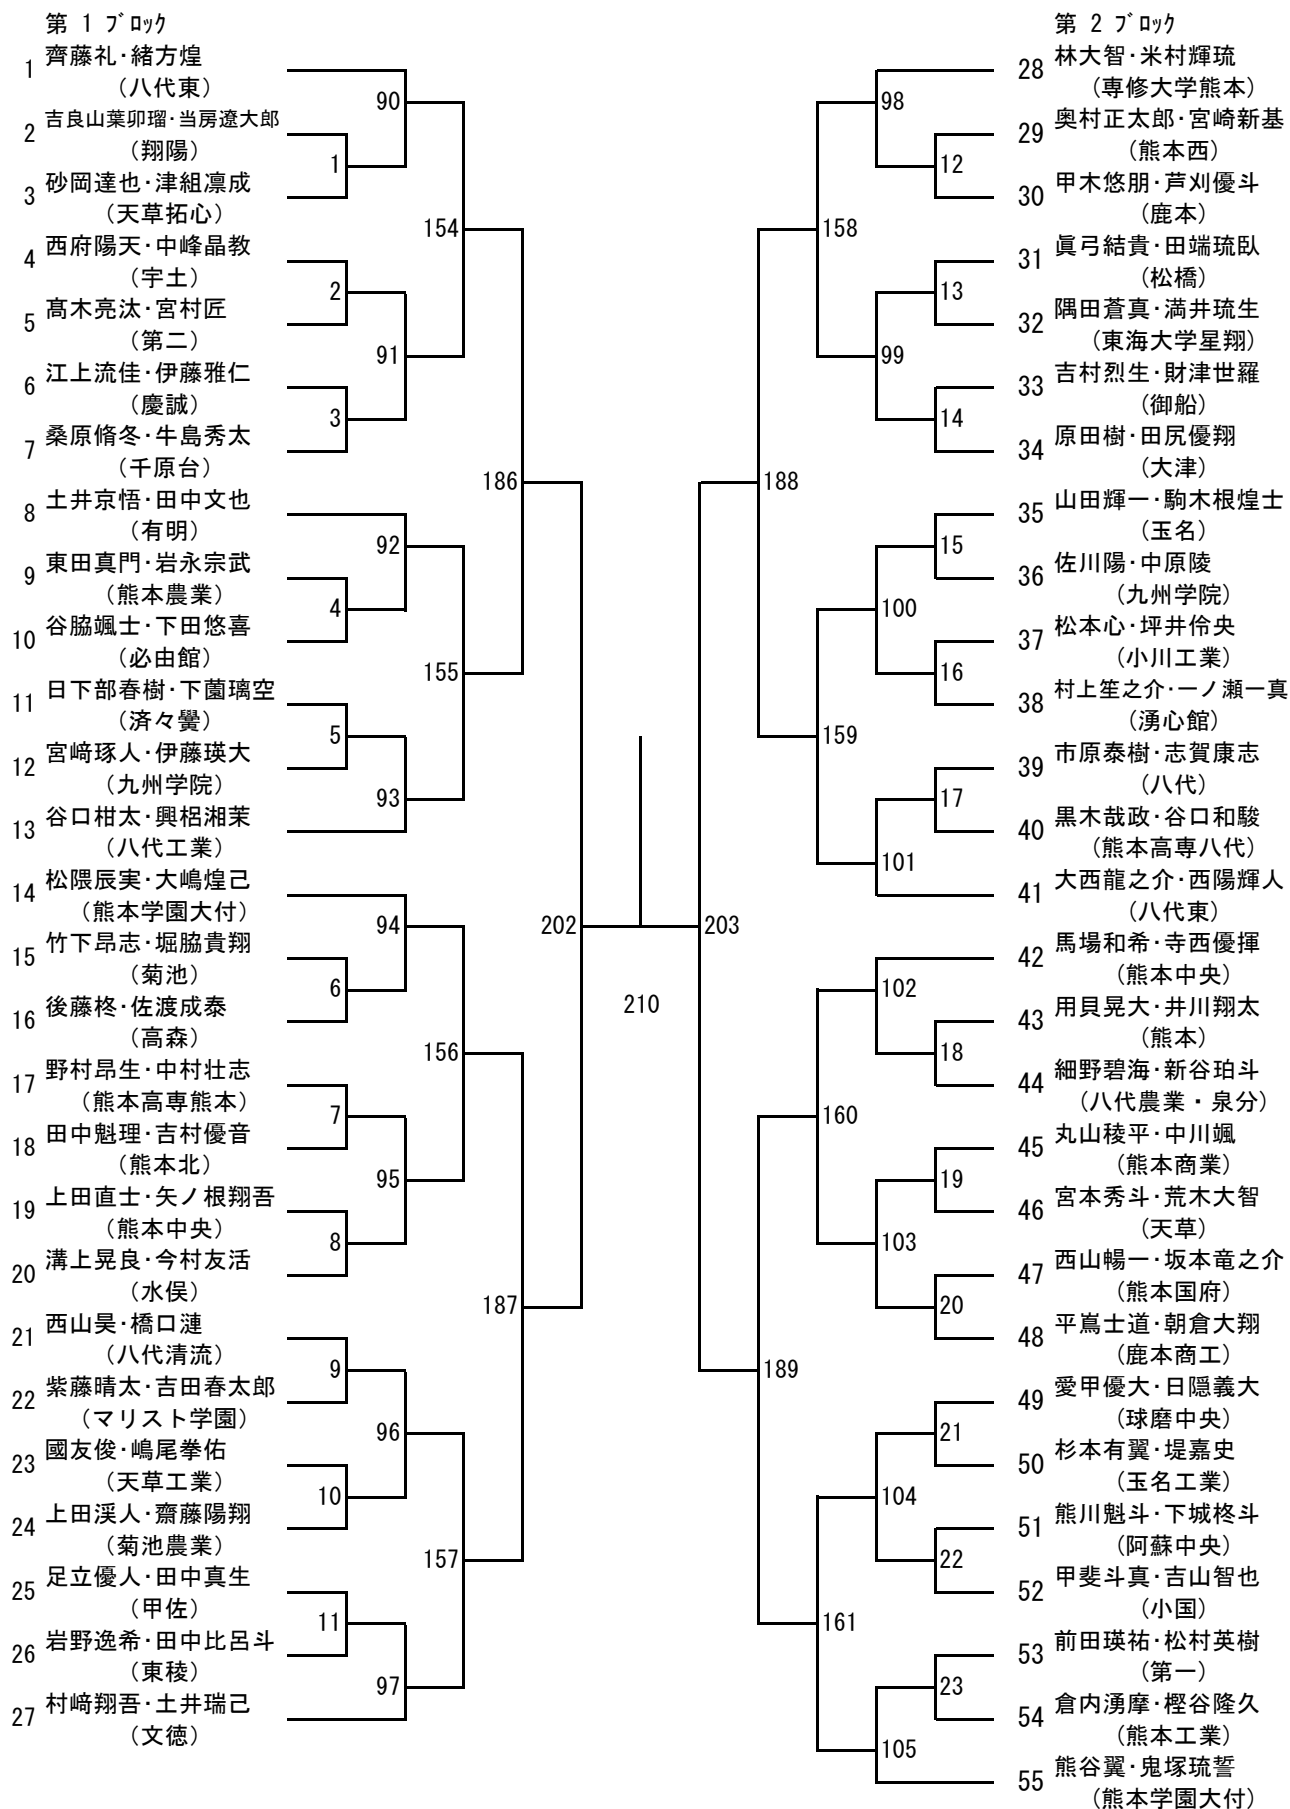 第 1 ブロック
1 齊藤礼・緒方煌
(八代東)
2 吉良山葉卯瑠・当房遼大郎
(翔陽)
3 砂岡達也・津組凛成
(天草拓心)
4 西府陽天・中峰晶教
(宇土)
5 髙木亮汰・宮村匠
(第二)
6 江上流佳・伊藤雅仁
(慶誠)
7 桑原脩冬・牛島秀太
(千原台)
8 土井京悟・田中文也
(有明)
9 東田真門・岩永宗武
(熊本農業)
10 谷脇颯士・下田悠喜
(必由館)
11 日下部春樹・下薗璃空
(済々黌)
12 宮﨑琢人・伊藤瑛大
(九州学院)
13 谷口柑太・興梠湘茉
(八代工業)
14 松隈辰実・大嶋煌己
(熊本学園大付)
15 竹下昂志・堀脇貴翔
(菊池)
16 後藤柊・佐渡成泰
(高森)
17 野村昂生・中村壮志
(熊本高専熊本)
18 田中魁理・吉村優音
(熊本北)
19 上田直士・矢ノ根翔吾
(熊本中央)
20 溝上晃良・今村友活
(水俣)
21 西山昊・橋口漣
(八代清流)
22 紫藤晴太・吉田春太郎
(マリスト学園)
23 國友俊・嶋尾拳佑
(天草工業)
24 上田渓人・齋藤陽翔
(菊池農業)
25 足立優人・田中真生
(甲佐)
26 岩野逸希・田中比呂斗
(東稜)
27 村﨑翔吾・土井瑞己
(文徳)
1
2
3
4
5
6
7
8
9
10
11
90
91
92
93
94
95
96
97
154
155
156
157
186
187
202
210
203
188
189
158
159
160
161
98
99
100
101
102
103
104
105
12
13
14
15
16
17
18
19
20
21
22
23
第 2 ブロック
28 林大智・米村輝琉
(専修大学熊本)
29 奥村正太郎・宮崎新基
(熊本西)
30 甲木悠朋・芦刈優斗
(鹿本)
31 眞弓結貴・田端琉臥
(松橋)
32 隅田蒼真・満井琉生
(東海大学星翔)
33 吉村烈生・財津世羅
(御船)
34 原田樹・田尻優翔
(大津)
35 山田輝一・駒木根煌士
(玉名)
36 佐川陽・中原陵
(九州学院)
37 松本心・坪井伶央
(小川工業)
38 村上笙之介・一ノ瀬一真
(湧心館)
39 市原泰樹・志賀康志
(八代)
40 黒木哉政・谷口和駿
(熊本高専八代)
41 大西龍之介・西陽輝人
(八代東)
42 馬場和希・寺西優揮
(熊本中央)
43 用貝晃大・井川翔太
(熊本)
44 細野碧海・新谷珀斗
(八代農業・泉分)
45 丸山稜平・中川颯
(熊本商業)
46 宮本秀斗・荒木大智
(天草)
47 西山暢一・坂本竜之介
(熊本国府)
48 平嶌士道・朝倉大翔
(鹿本商工)
49 愛甲優大・日隠義大
(球磨中央)
50 杉本有翼・堤嘉史
(玉名工業)
51 熊川魁斗・下城柊斗
(阿蘇中央)
52 甲斐斗真・吉山智也
(小国)
53 前田瑛祐・松村英樹
(第一)
54 倉内湧摩・樫谷隆久
(熊本工業)
55 熊谷翼・鬼塚琉誓
(熊本学園大付)